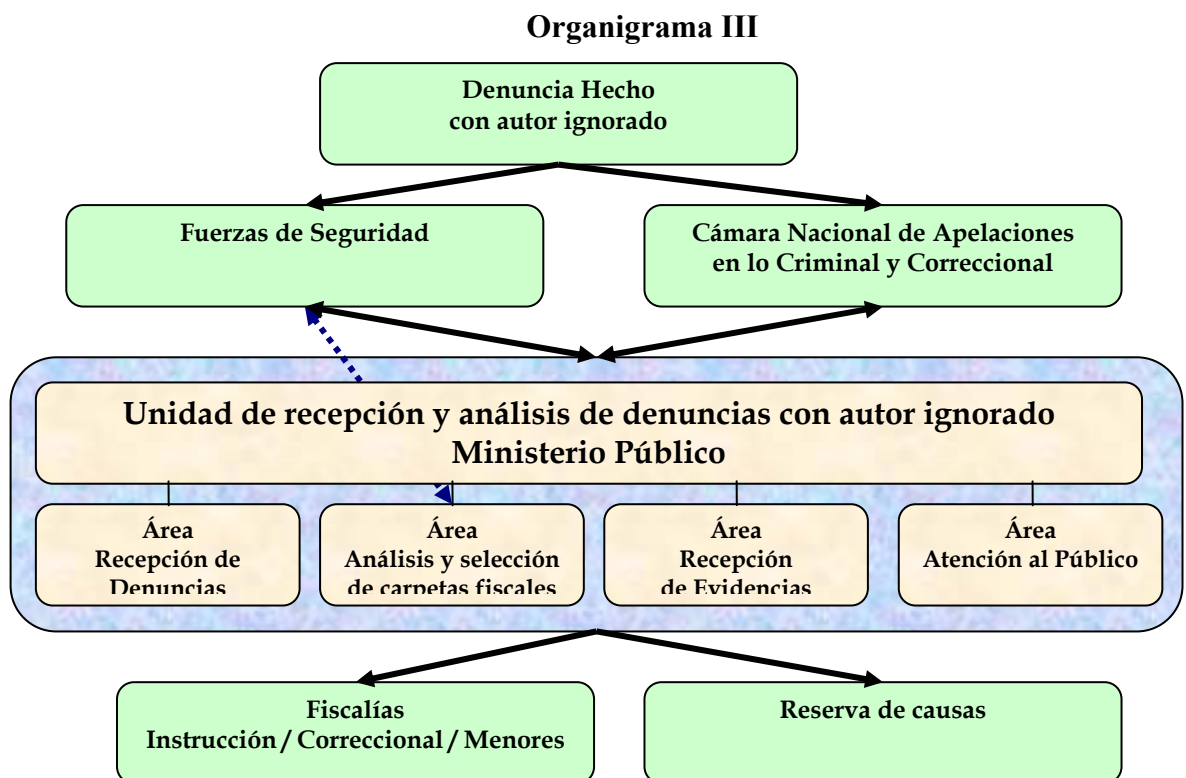 Organigrama III
Denuncia Hecho
con autor ignorado
Fuerzas de Seguridad
Cámara Nacional de Apelaciones
en lo Criminal y Correccional
Unidad de recepción y análisis de denuncias con autor ignorado
Ministerio Público
Área
Recepción de
Denuncias
Área
Análisis y selección
de carpetas fiscales
Área
Recepción
de Evidencias
Área
Atención al Público
Fiscalías
Instrucción / Correccional / Menores
Reserva de causas